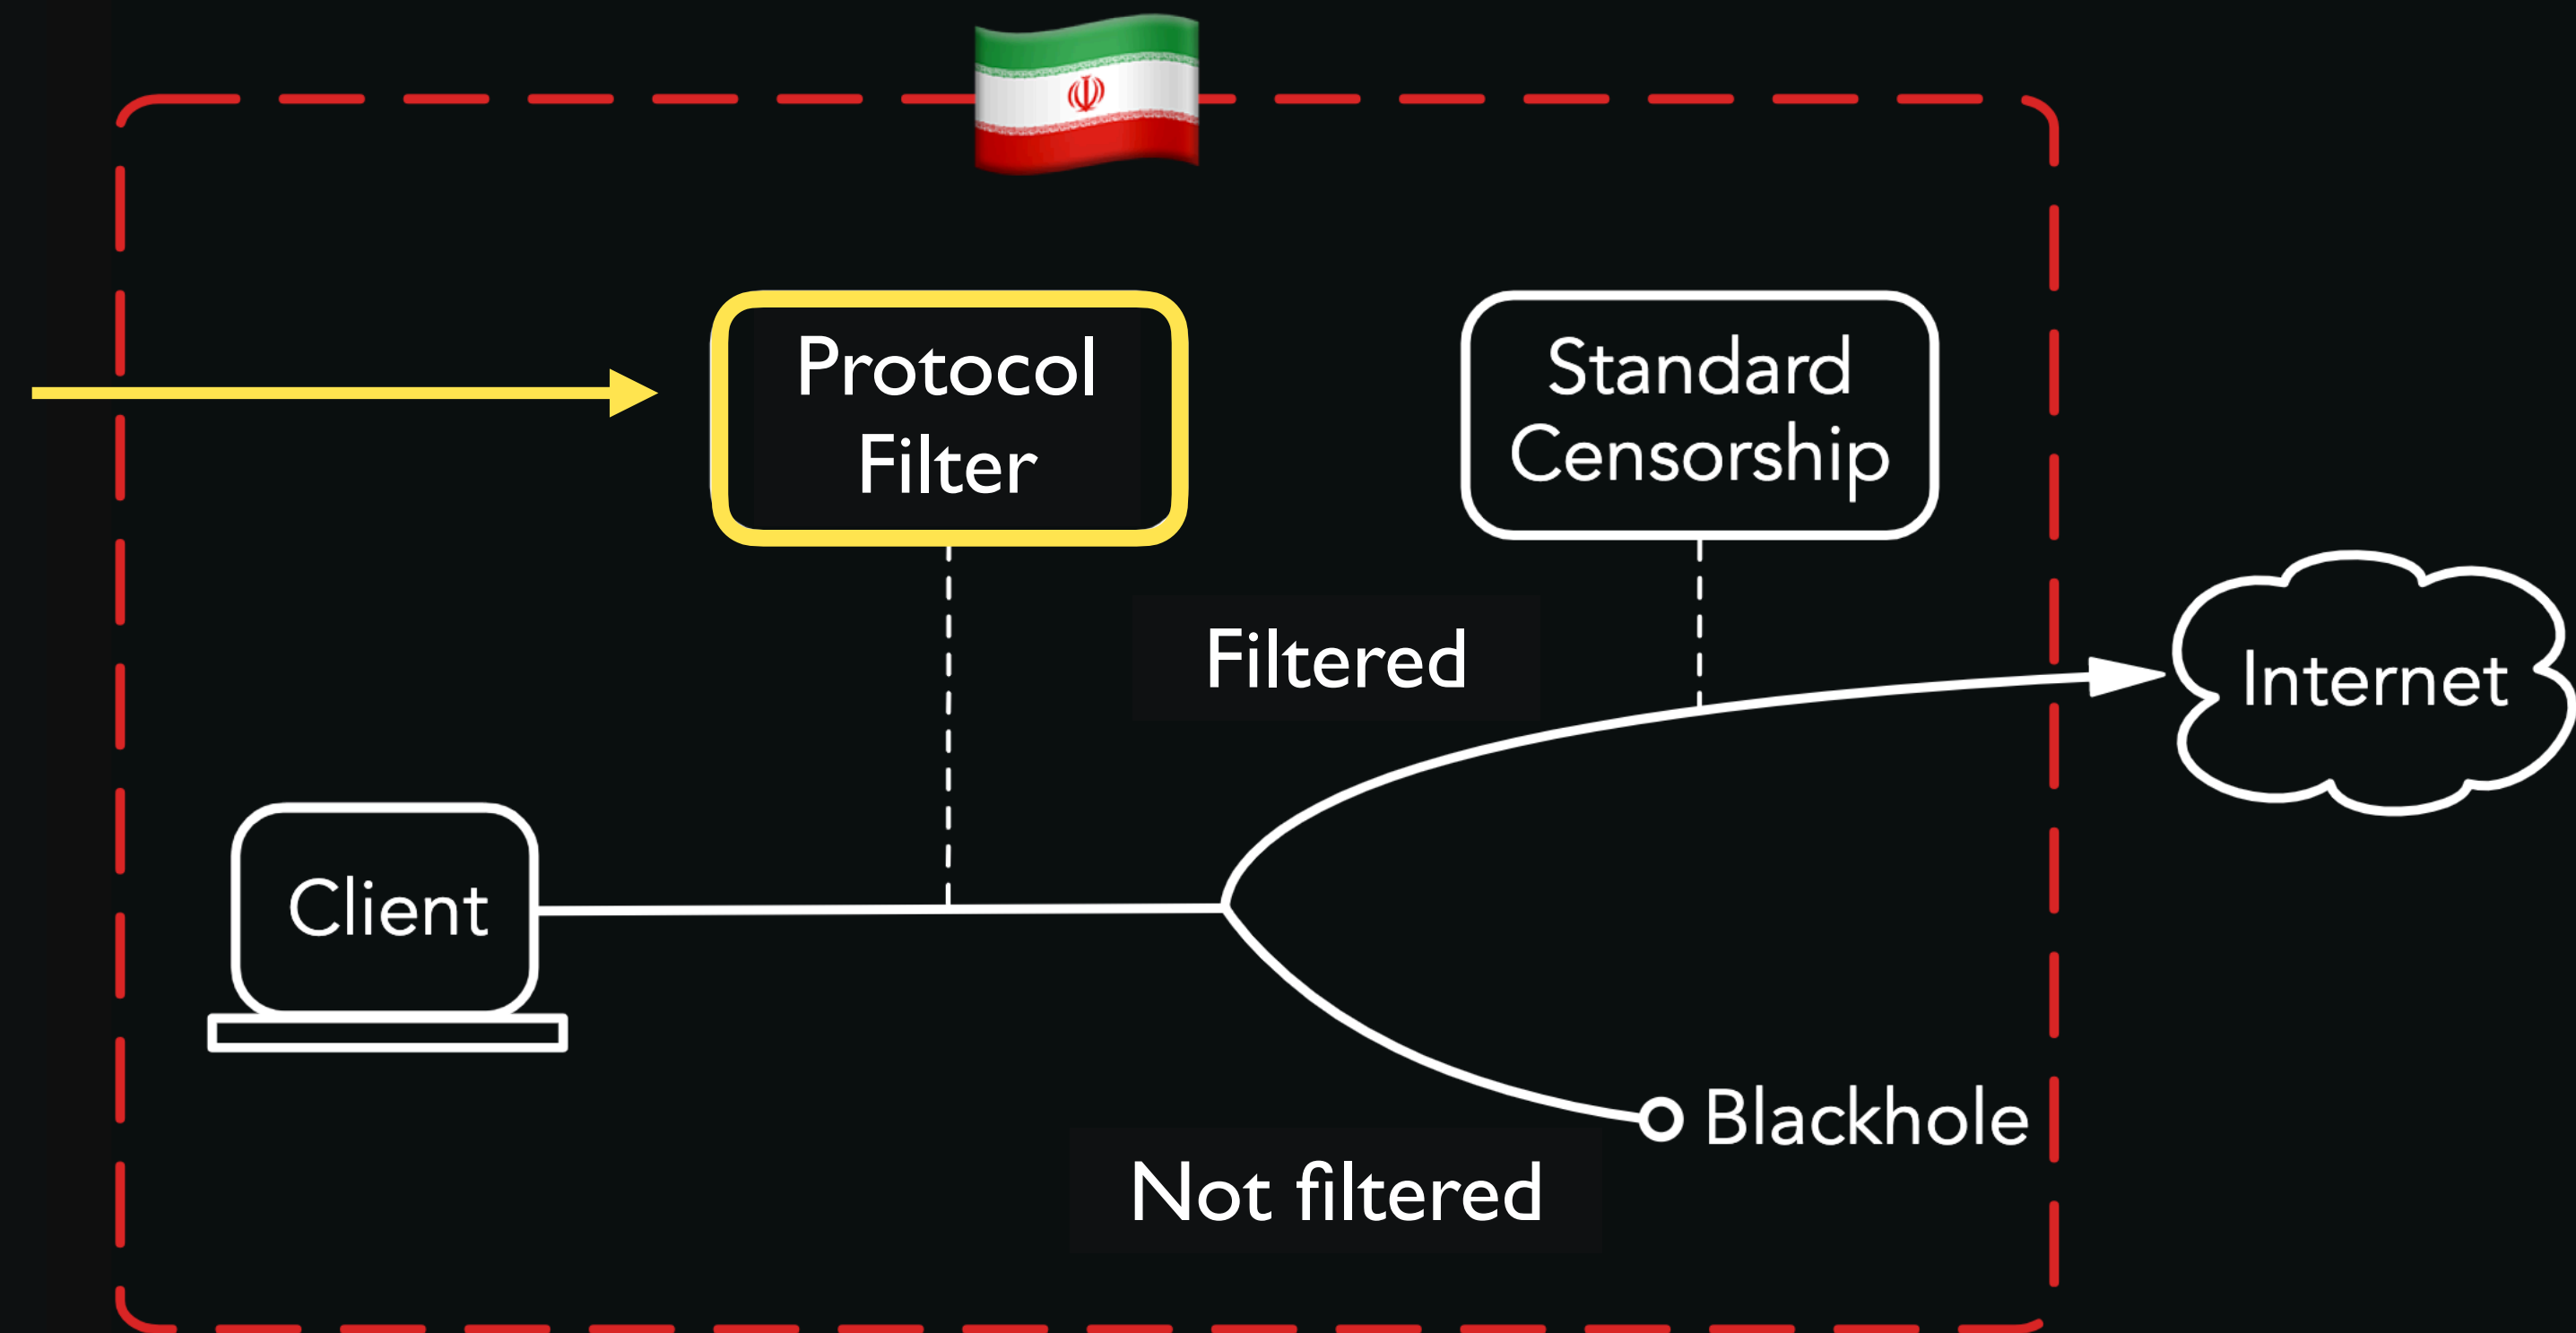 Protocol
Filter
Standard
Censorship
Filtered
Internet
Client
Blackhole
Not filtered